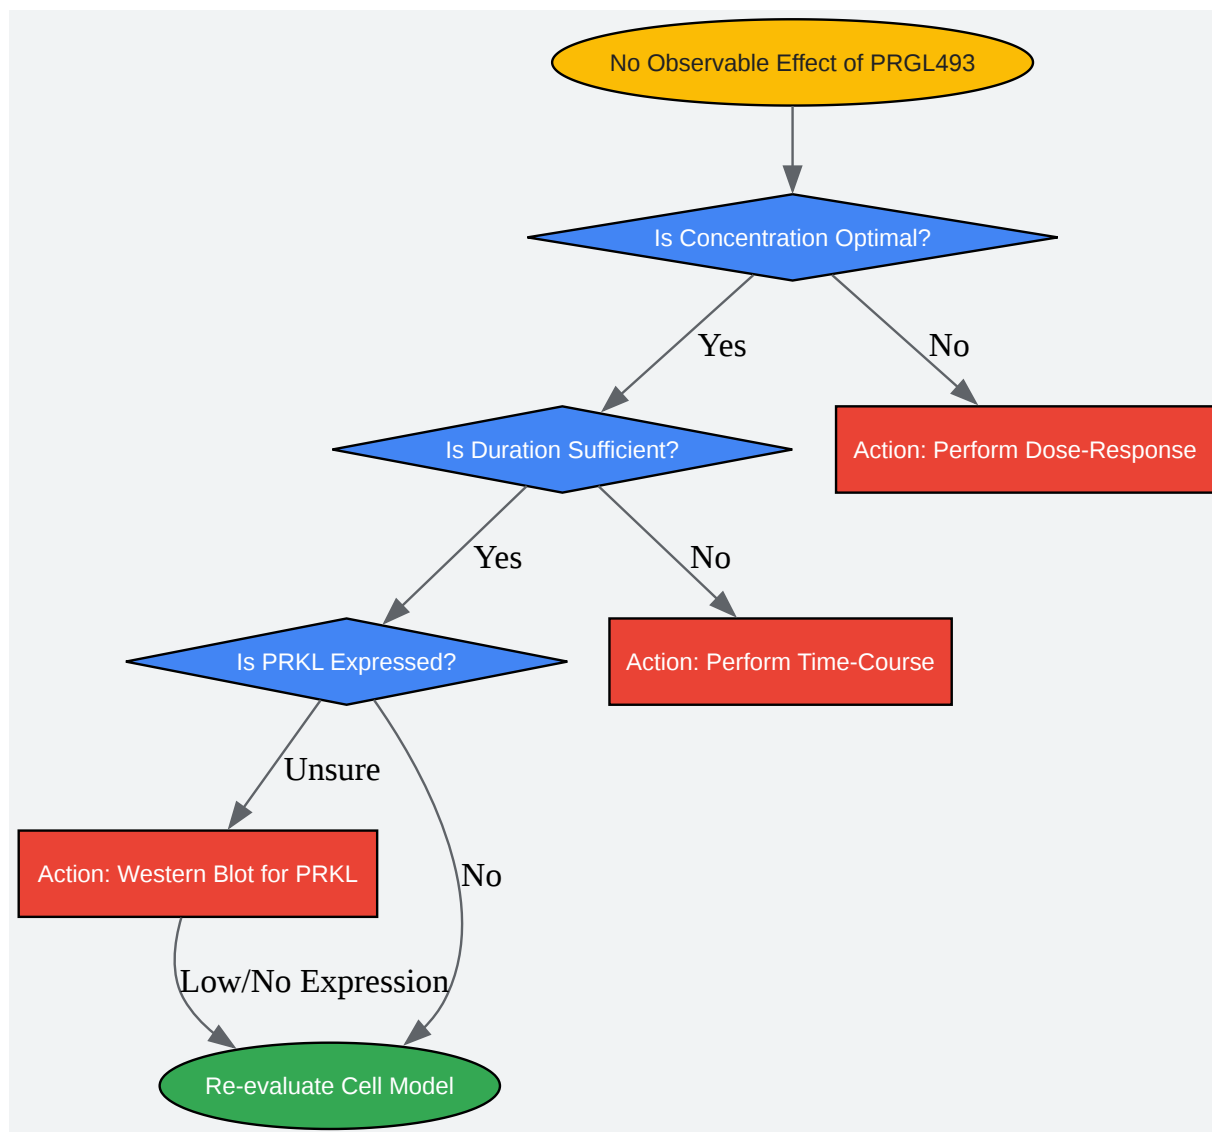 No Observable Effect of PRGL493
Is Concentration Optimal?
Yes
No
Is Duration Sufficient?
Action: Perform Dose-Response
Yes
No
Is PRKL Expressed?
Action: Perform Time-Course
Unsure
Action: Western Blot for PRKL
No
Low/No Expression
Re-evaluate Cell Model